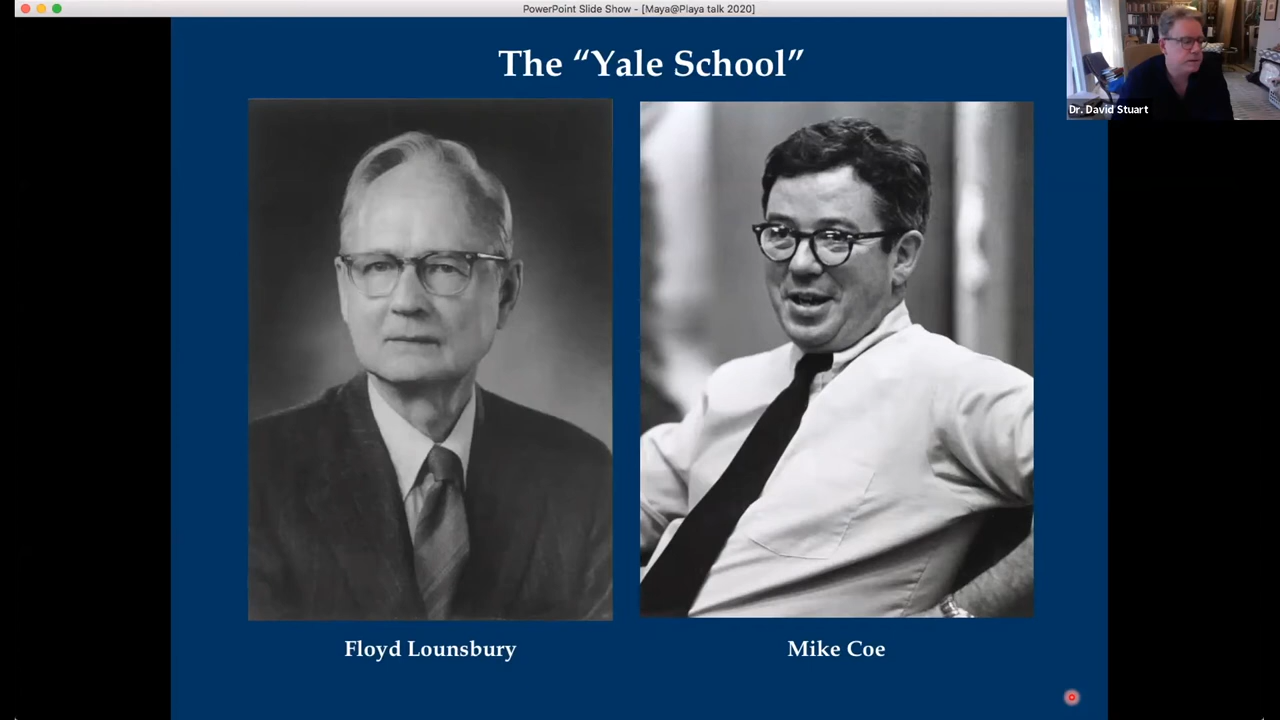 PowerPoint Slide Show - [Maya@Playa talk 2020]
The “Yale School”
Dr. David Stuart
Floyd Lounsbury
Mike Coe